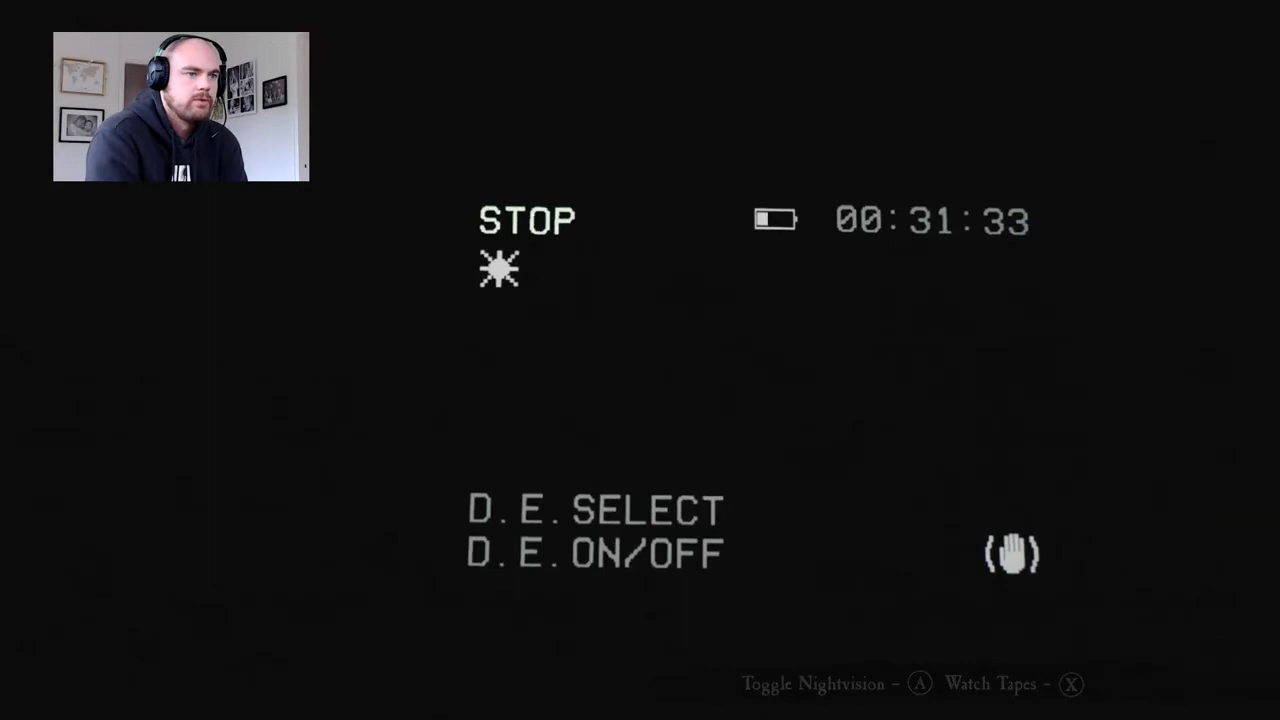 STOP 00:31:33
D.E.SELECT
D.E.ON/OFF
Toggle Nightvision - A Watch Tapes - X